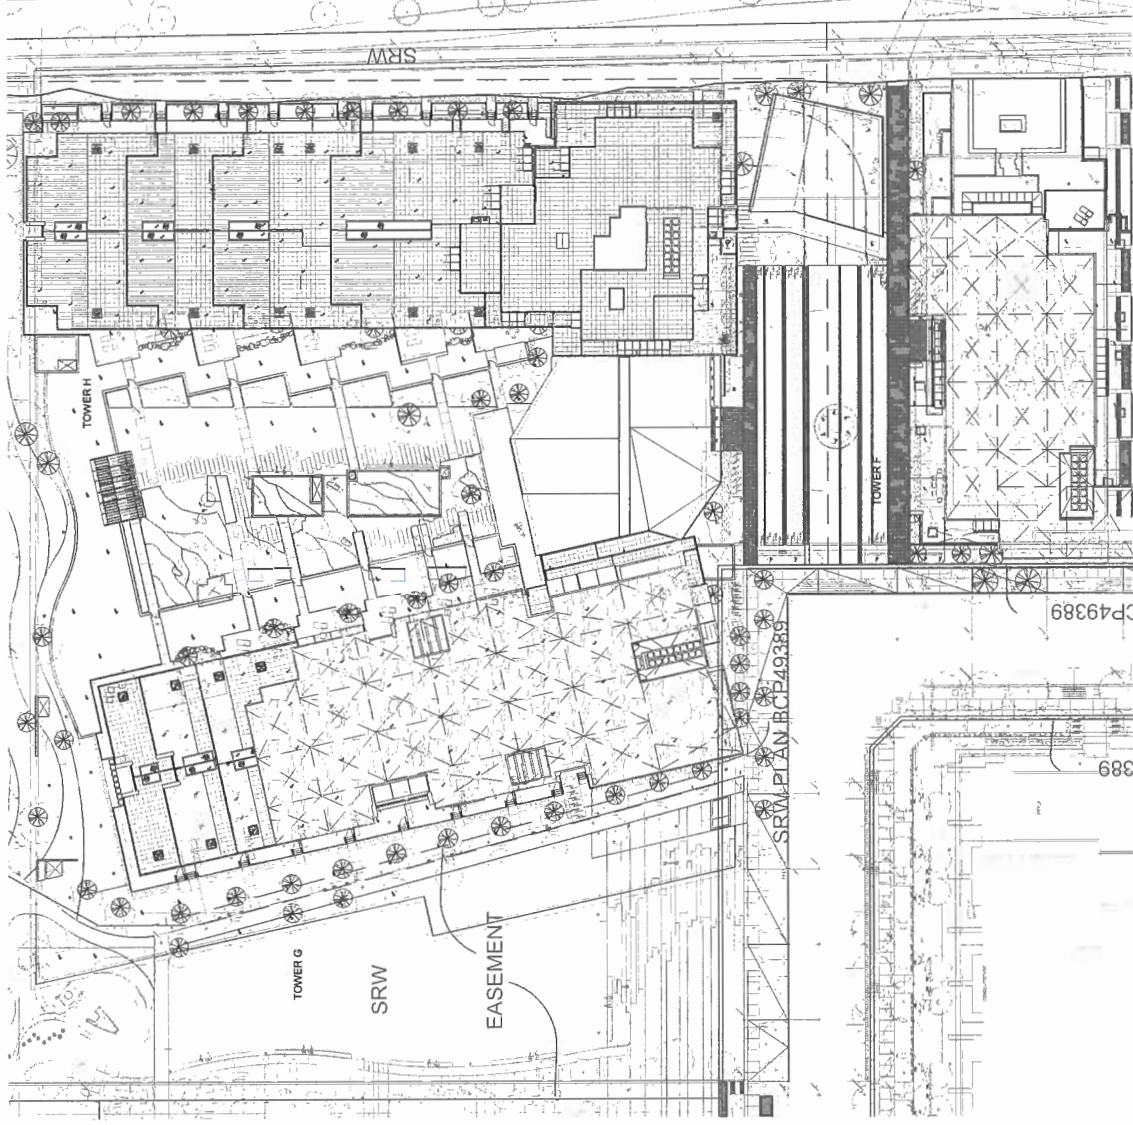 SRW
TOWER H
TOWER F
CP49389
SRW PLAN BCP49389
389
TOWER G
SRW
EASEMENT